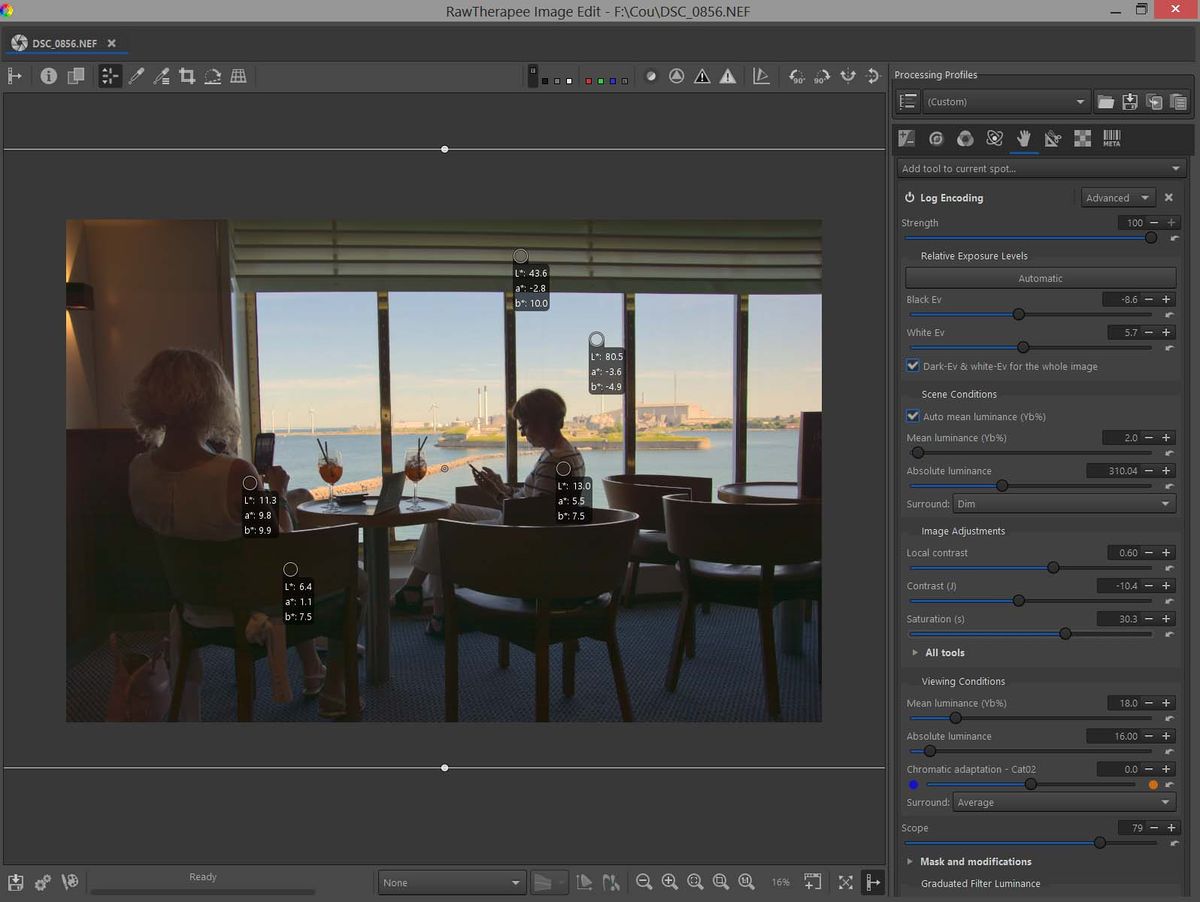 RawTherapee Image Edit - F:\Cou\DSC_0856.NEF
DSC_0856.NEF
Processing Profiles
(Custom)
META
Add tool to current spot...
Log Encoding
Advanced
Strength
100
Relative Exposure Levels
Automatic
Black Ev
-8.6
White Ev
5.7
Dark-Ev & white-Ev for the whole image
Scene Conditions
Auto mean luminance (Yb%)
Mean luminance (Yb%)
2.0
Absolute luminance
310.04
Surround: Dim
Image Adjustments
Local contrast
0.60
Contrast (J)
-10.4
Saturation (s)
30.3
All tools
Viewing Conditions
Mean luminance (Yb%)
18.0
Absolute luminance
16.00
Chromatic adaptation - Cat02
0.0
Surround: Average
Scope
79
Mask and modifications
Graduated Filter Luminance
L*: 43.6
a*: -2.8
b*: 10.0
L*: 80.5
a*: -3.6
b*: -4.9
L*: 11.3
a*: 9.8
b*: 9.9
L*: 13.0
a*: 5.5
b*: 7.5
L*: 6.4
a*: 1.1
b*: 7.5
Ready
None
16%